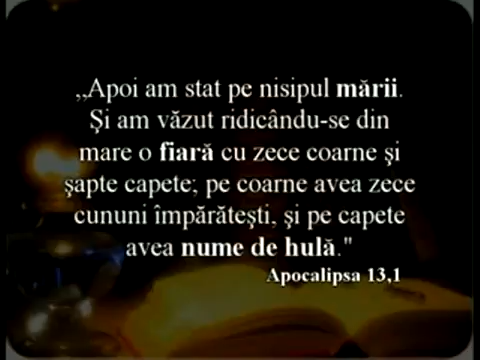 „Apoi am stat pe nisipul mării.
Şi am văzut ridicându-se din
mare o fiară cu zece coarne şi
şapte capete; pe coarne avea zece
cununi împărăteşti, şi pe capete
avea nume de hulă."
Apocalipsa 13,1